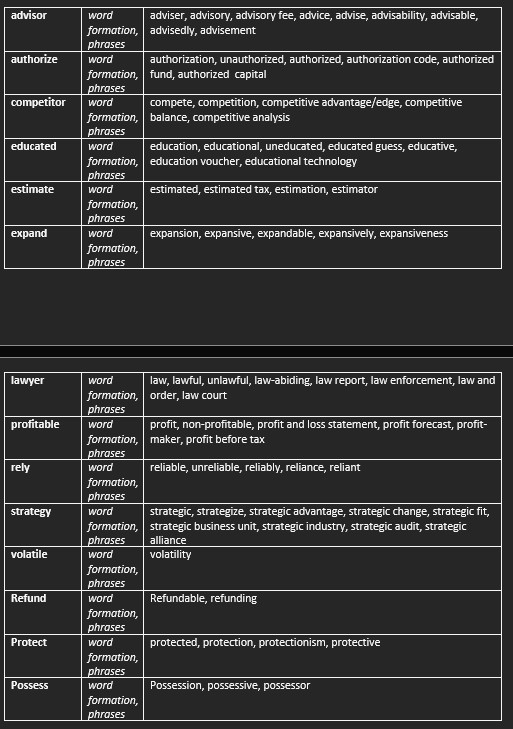 advisor word adviser, advisory, advisory fee, advice, advise, advisability, advisable,
formation, advisedly, advisement
phrases
authorize word authorization, unauthorized, authorized, authorization code, authorized
formation, fund, authorized  capital
phrases
competitor word compete, competition, competitive advantage/edge, competitive
formation, balance, competitive analysis
phrases
educated word education, educational, uneducated, educated guess, educative,
formation, education voucher, educational technology
phrases
estimate word estimated, estimated tax, estimation, estimator
formation,
phrases
expand word expansion, expansive, expandable, expansively, expansiveness
formation,
phrases
lawyer word law, lawful, unlawful, law-abiding, law report, law enforcement, law and
formation, order, law court
phrases
profitable word profit, non-profitable, profit and loss statement, profit forecast, profit-
formation, maker, profit before tax
phrases
rely word reliable, unreliable, reliably, reliance, reliant
formation,
phrases
strategy word strategic, strategize, strategic advantage, strategic change, strategic fit,
formation, strategic business unit, strategic industry, strategic audit, strategic
phrases alliance
volatile word volatility
formation,
phrases
Refund word Refundable, refunding
formation,
phrases
Protect word protected, protection, protectionism, protective
formation,
phrases
Possess word Possession, possessive, possessor
formation,
phrases